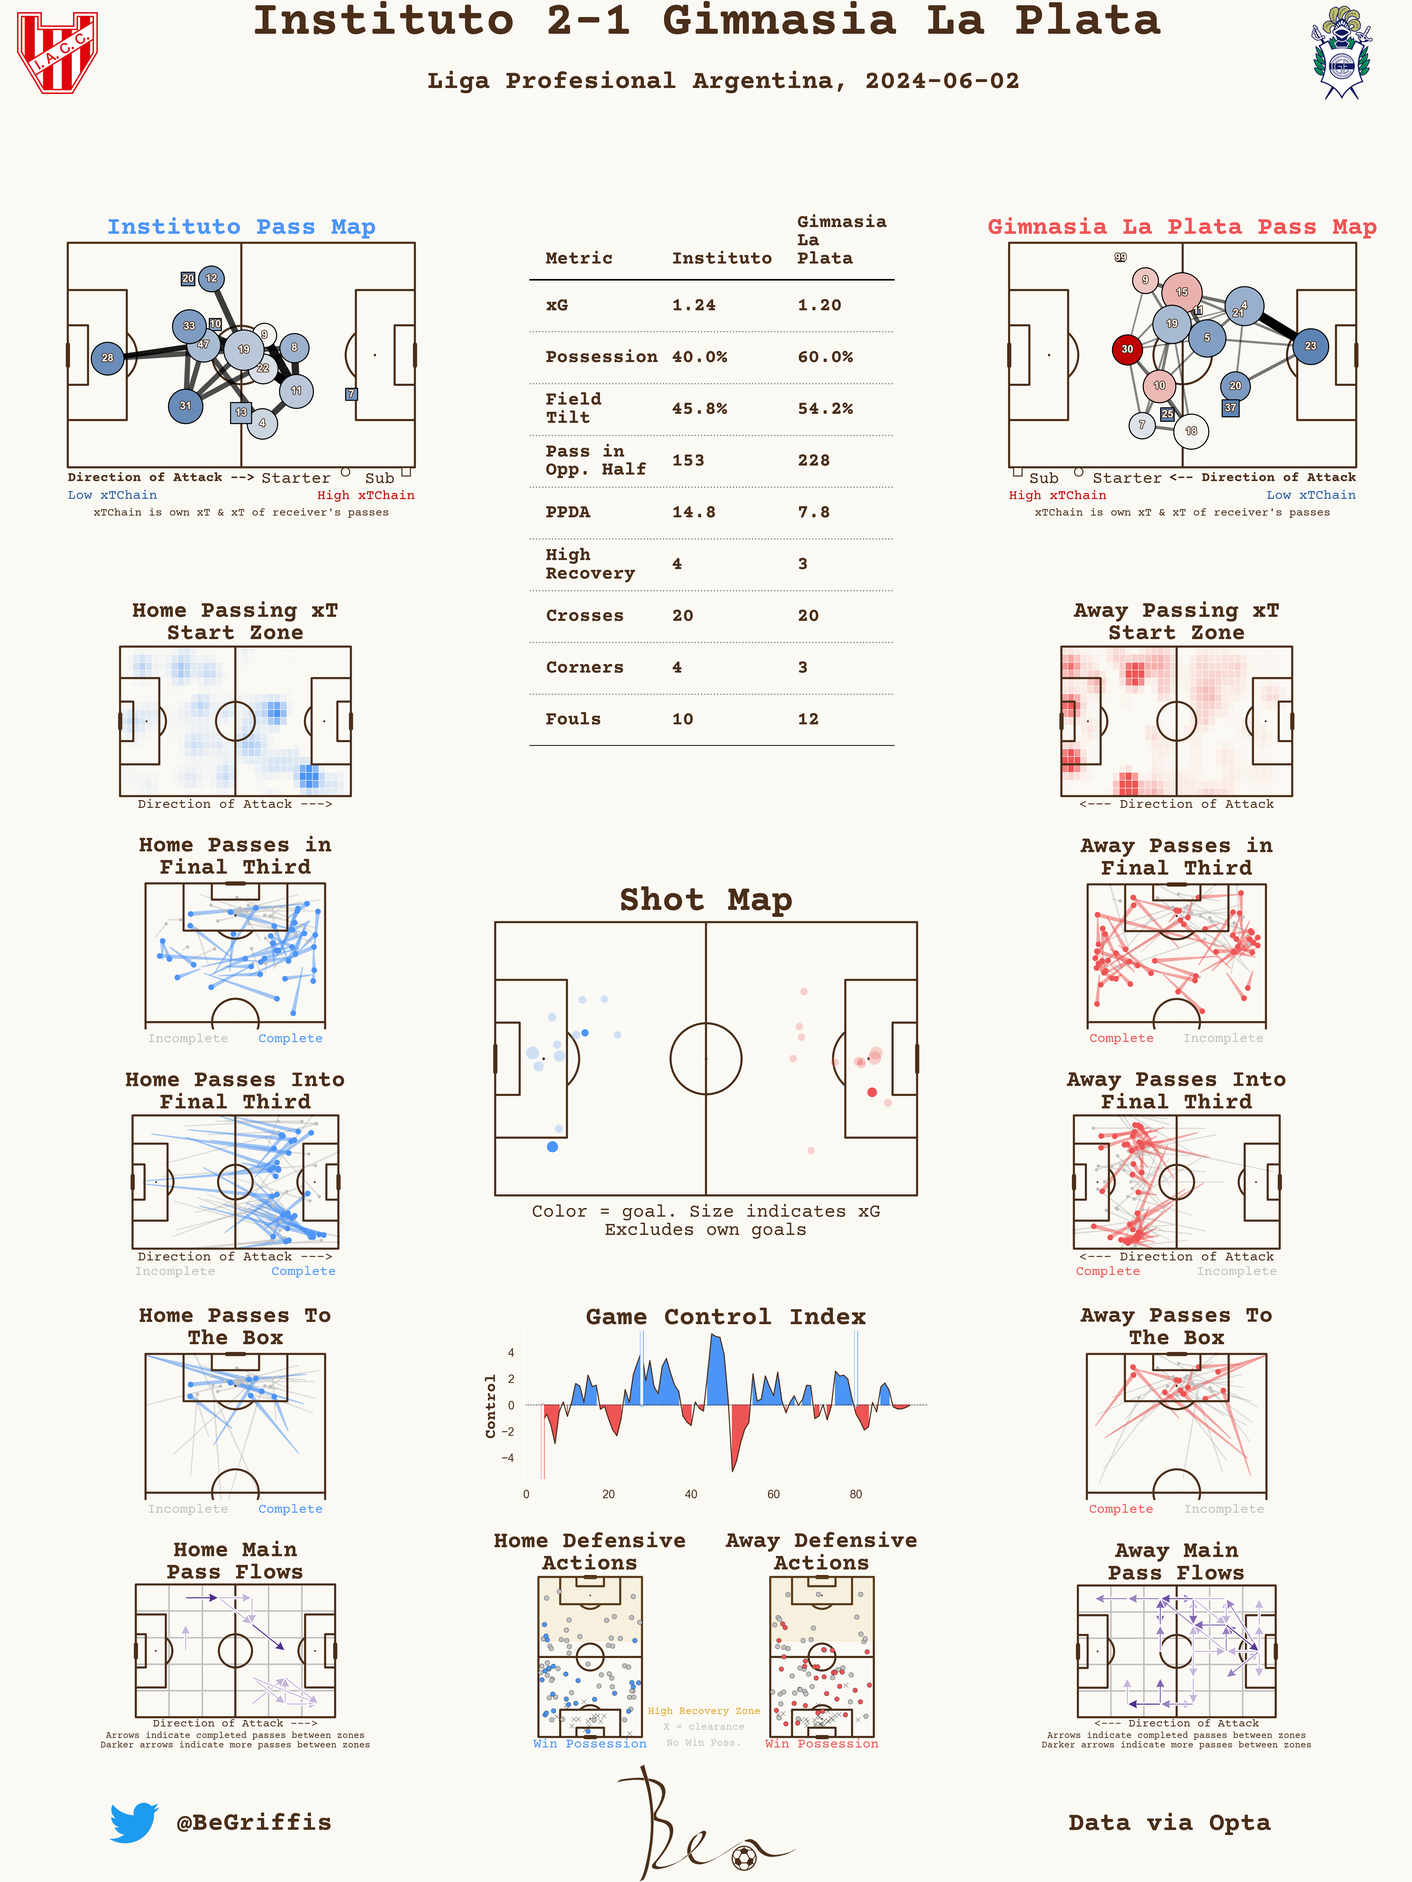 Instituto 2-1 Gimnasia La Plata
Liga Profesional Argentina, 2024-06-02
I.A.C.C.
Instituto Pass Map
28
20
12
33
10
47
19
9
8
22
11
31
13
4
7
Direction of Attack --> Starter Sub
Low xTChain High xTChain
xTChain is own xT & xT of receiver's passes
Metric Instituto Gimnasia
La
Plata
xG 1.24 1.20
Possession 40.0% 60.0%
Field
Tilt 45.8% 54.2%
Pass in
Opp. Half 153 228
PPDA 14.8 7.8
High
Recovery 4 3
Crosses 20 20
Corners 4 3
Fouls 10 12
Gimnasia La Plata Pass Map
99
9
15
11
4
21
19
5
30
23
10
20
37
25
7
18
Sub Starter <-- Direction of Attack
High xTChain Low xTChain
xTChain is own xT & xT of receiver's passes
Home Passing xT
Start Zone
Direction of Attack --->
Away Passing xT
Start Zone
<--- Direction of Attack
Home Passes in
Final Third
Incomplete Complete
Away Passes in
Final Third
Complete Incomplete
Shot Map
Color = goal. Size indicates xG
Excludes own goals
Home Passes Into
Final Third
Direction of Attack --->
Incomplete Complete
Away Passes Into
Final Third
<--- Direction of Attack
Complete Incomplete
Home Passes To
The Box
Incomplete Complete
Game Control Index
Control
4
2
0
−2
−4
0 20 40 60 80
Away Passes To
The Box
Complete Incomplete
Home Main
Pass Flows
Direction of Attack --->
Arrows indicate completed passes between zones
Darker arrows indicate more passes between zones
Home Defensive
Actions
Win Possession
Away Defensive
Actions
Win Possession
High Recovery Zone
X = clearance
No Win Poss.
Away Main
Pass Flows
<--- Direction of Attack
Arrows indicate completed passes between zones
Darker arrows indicate more passes between zones
@BeGriffis
Ben
Data via Opta